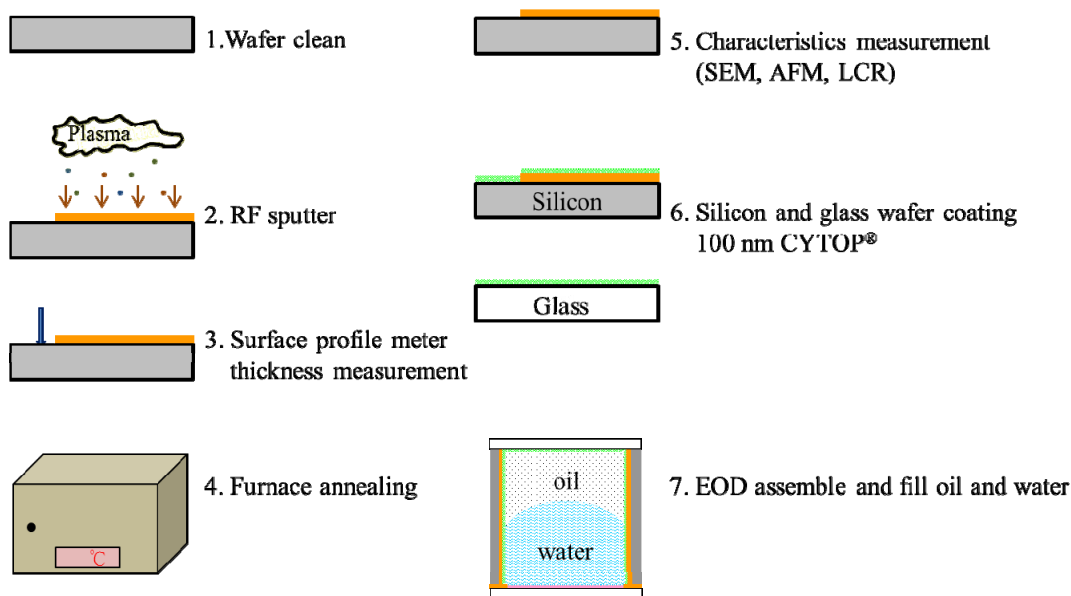 1.Wafer clean
Plasma
2. RF sputter
3. Surface profile meter
thickness measurement
4. Furnace annealing
℃
5. Characteristics measurement
(SEM, AFM, LCR)
Silicon
6. Silicon and glass wafer coating
100 nm CYTOP®
Glass
oil
water
7. EOD assemble and fill oil and water